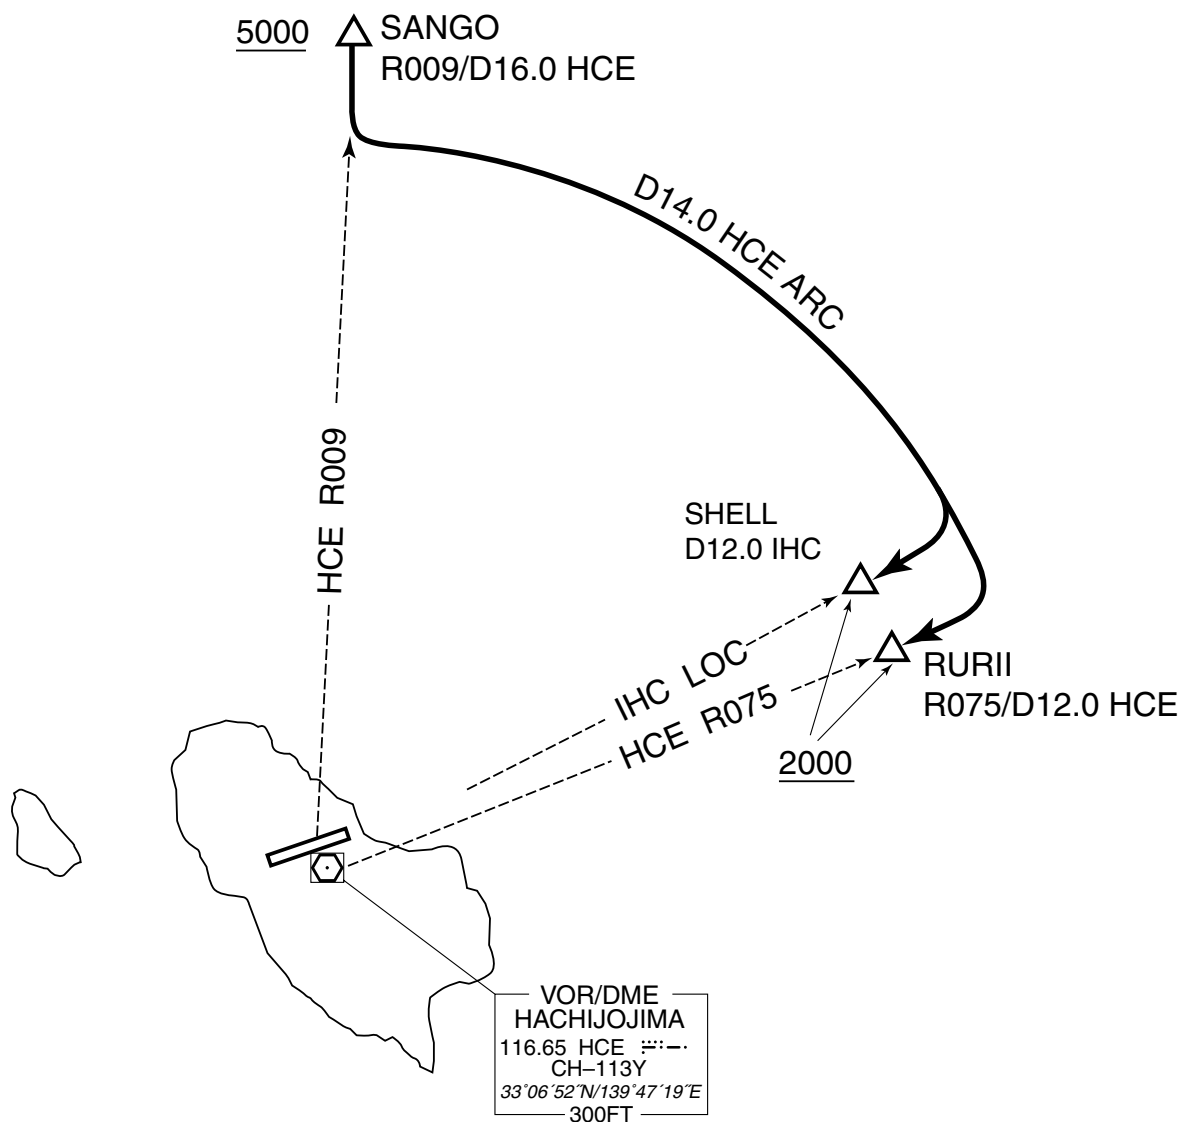 5000
SANGO
R009/D16.0 HCE
D14.0 HCE ARC
HCE R009
SHELL
D12.0 IHC
IHC LOC
HCE R075
RURII
R075/D12.0 HCE
2000
VOR/DME
HACHIJOJIMA
116.65 HCE
CH–113Y
33°06´52˝N/139°47´19˝E
300FT